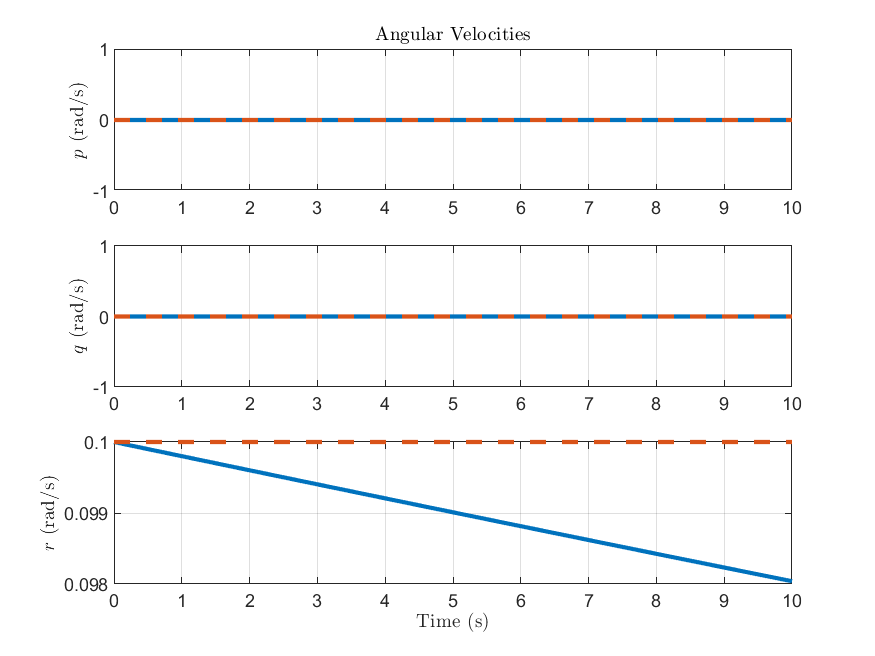 Angular Velocities
p (rad/s)
1
0
-1
0 1 2 3 4 5 6 7 8 9 10
q (rad/s)
1
0
-1
0 1 2 3 4 5 6 7 8 9 10
r (rad/s)
0.1
0.099
0.098
0 1 2 3 4 5 6 7 8 9 10
Time (s)